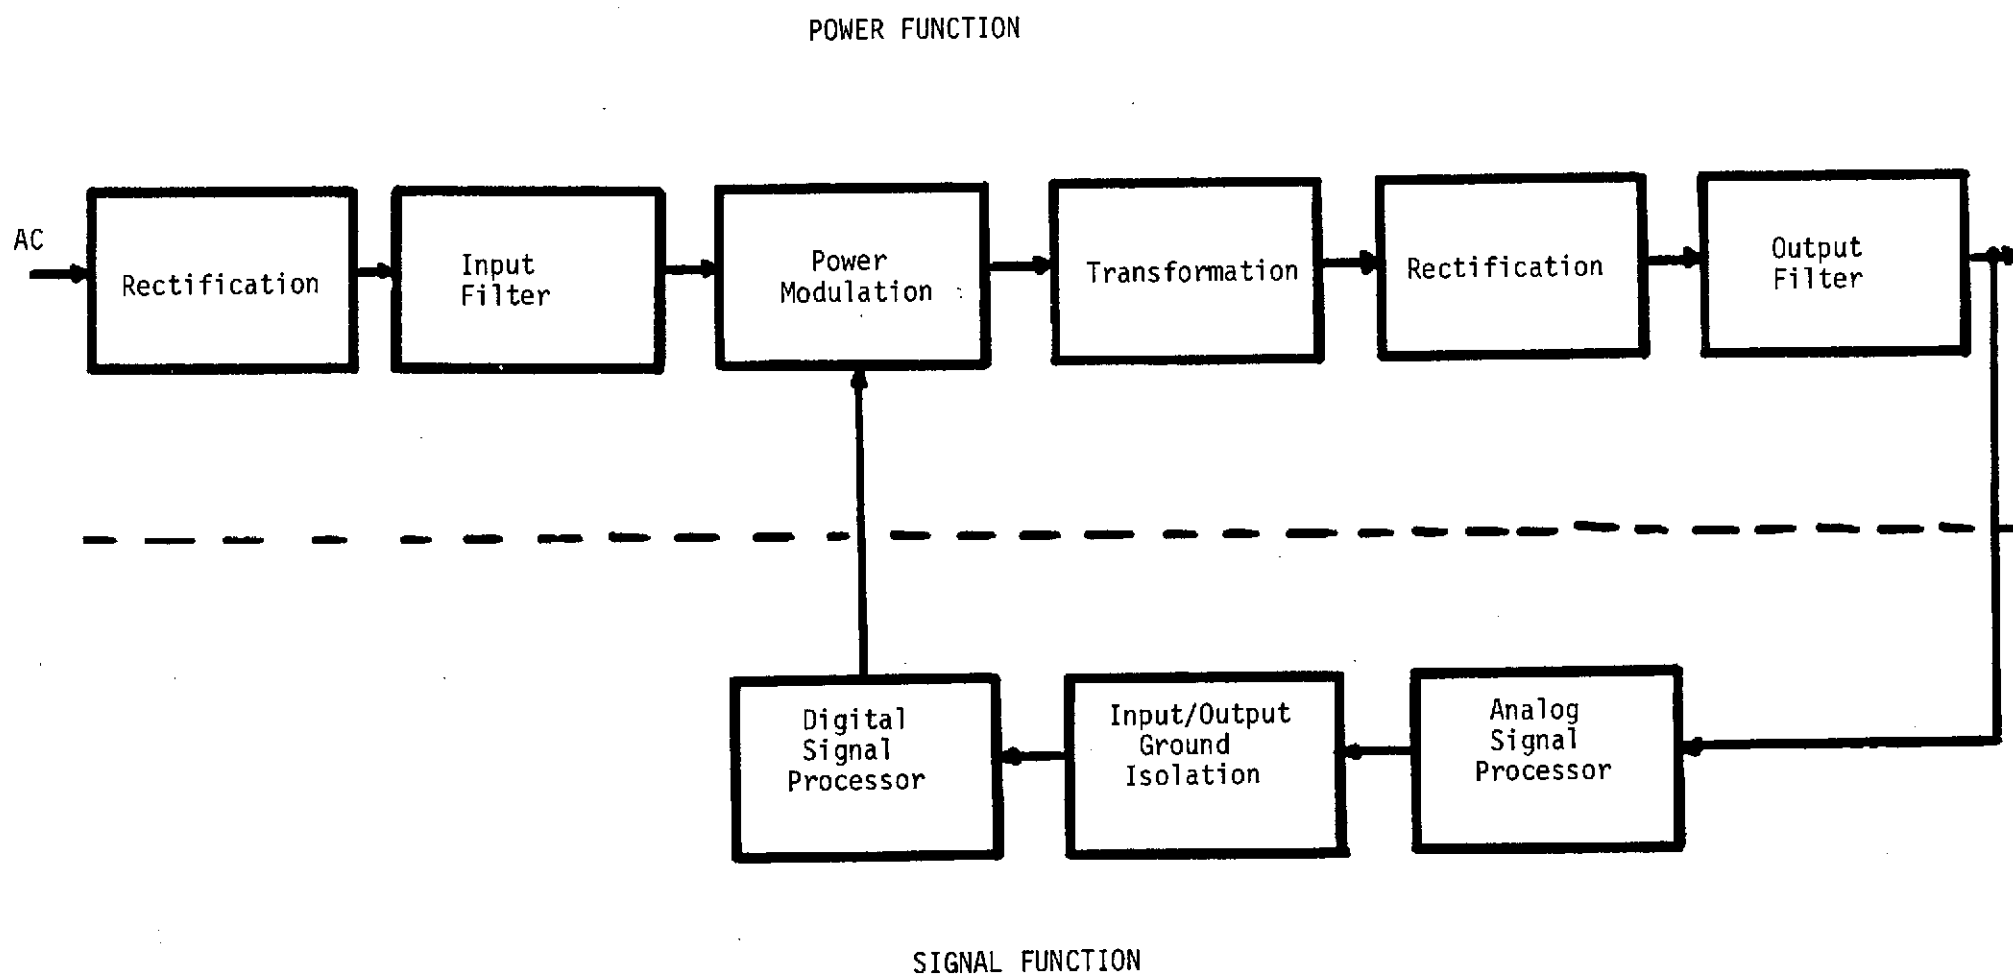 POWER FUNCTION
AC
Rectification
Input
Filter
Power
Modulation
Transformation
Rectification
Output
Filter
Digital
Signal
Processor
Input/Output
Ground
Isolation
Analog
Signal
Processor
SIGNAL FUNCTION